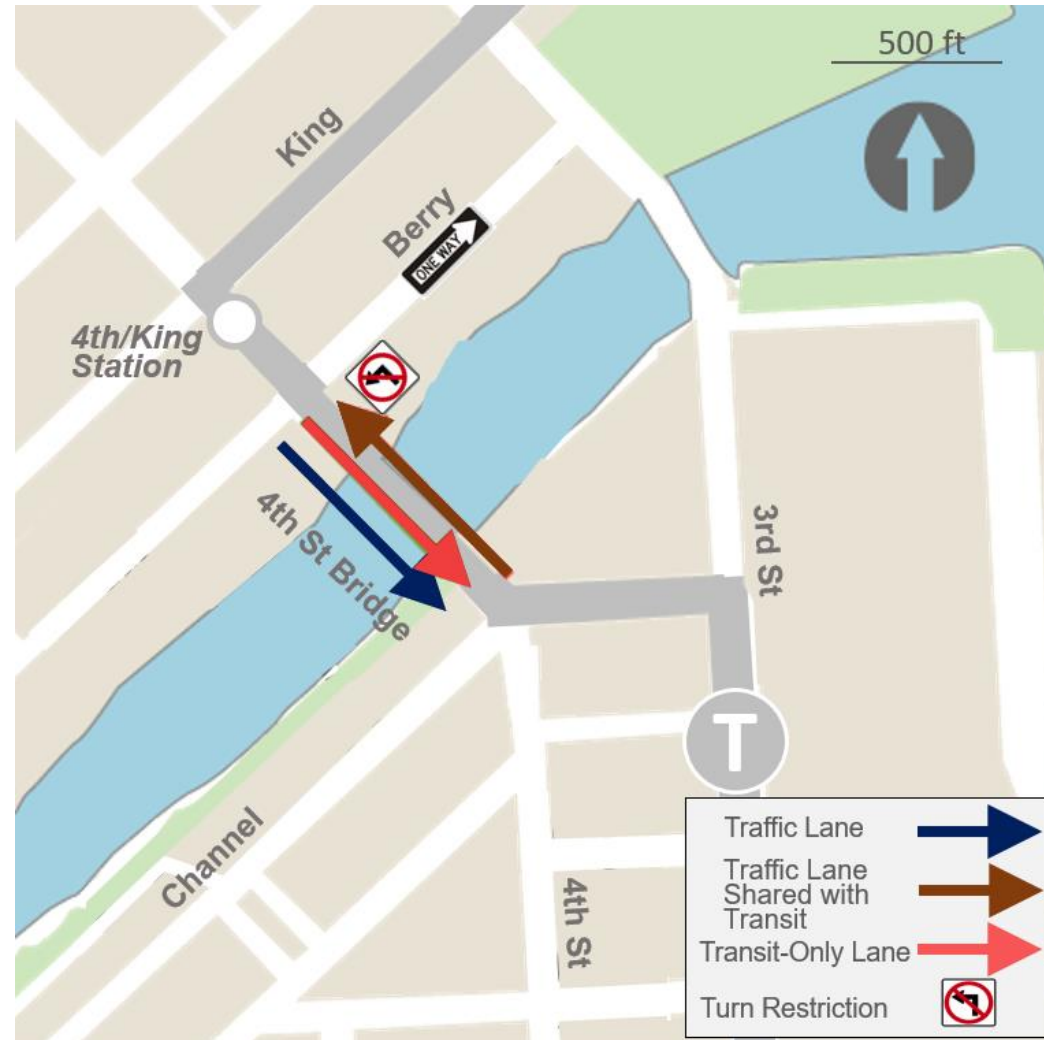 500 ft
King
Berry
ONE WAY
4th/King
Station
4th St Bridge
3rd St
T
Channel
4th St
Traffic Lane
Traffic Lane
Shared with
Transit
Transit-Only Lane
Turn Restriction